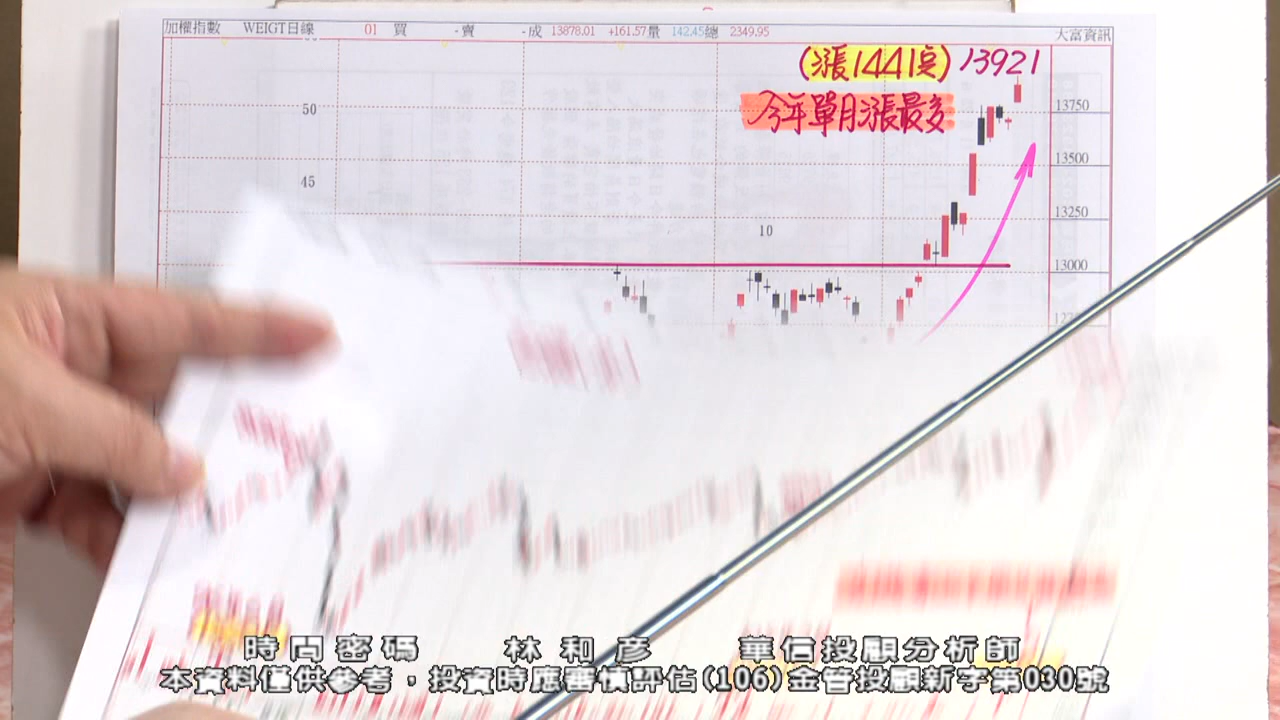 加權指數 WEIGT日線 01 買 -賣 -成 13878.01 +161.57量 142.45總 2349.95 大富資訊
(漲1441点) 13921
今年單月漲最多
50
13750
13500
45
13250
10
13000
時間密碼 林和彥 華信投顧分析師
本資料僅供參考，投資時應審慎評估(106)金管投顧新字第030號